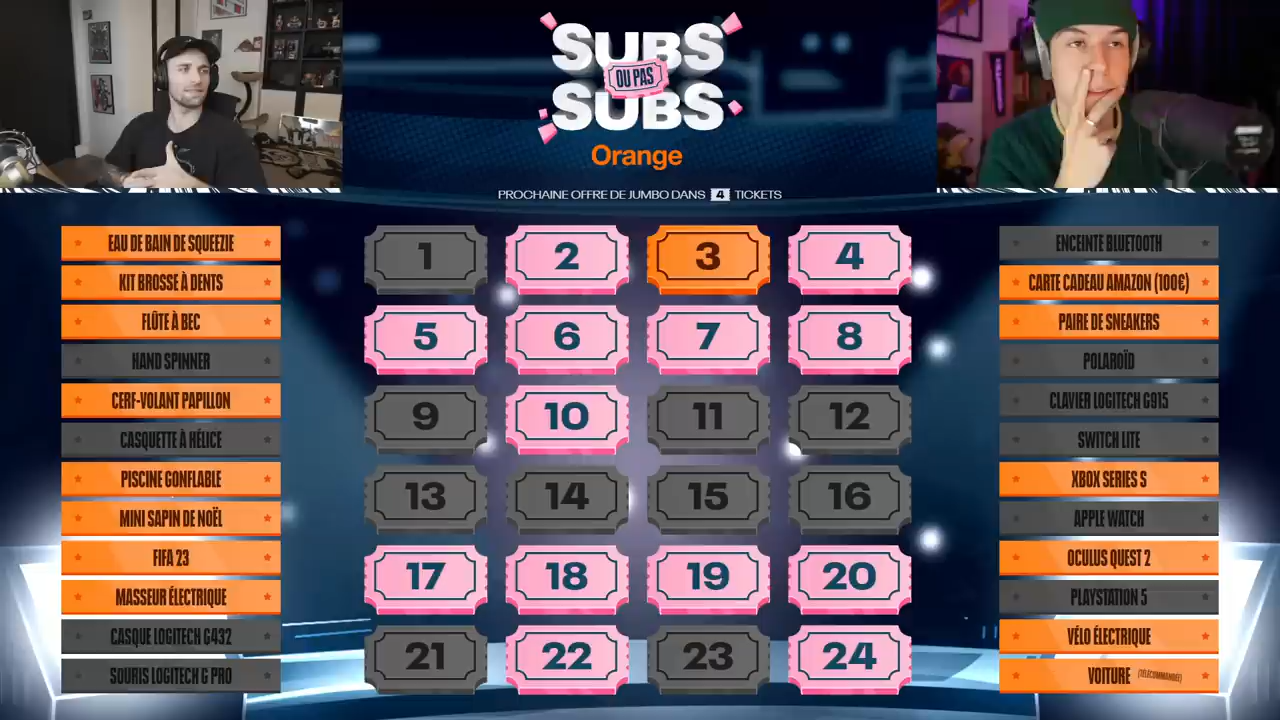 SUBS
OU PAS
SUBS
Orange
PROCHAINE OFFRE DE JUMBO DANS 4 TICKETS
EAU DE BAIN DE SQUEEZIE
KIT BROSSE À DENTS
FLÛTE À BEC
HAND SPINNER
CERF-VOLANT PAPILLON
CASQUETTE À HÉLICE
PISCINE GONFLABLE
MINI SAPIN DE NOËL
FIFA 23
MASSEUR ÉLECTRIQUE
CASQUE LOGITECH G432
SOURIS LOGITECH G PRO
1 2 3 4
5 6 7 8
9 10 11 12
13 14 15 16
17 18 19 20
21 22 23 24
ENCEINTE BLUETOOTH
CARTE CADEAU AMAZON (100€)
PAIRE DE SNEAKERS
POLAROÏD
CLAVIER LOGITECH G915
SWITCH LITE
XBOX SERIES S
APPLE WATCH
OCULUS QUEST 2
PLAYSTATION 5
VÉLO ÉLECTRIQUE
VOITURE (TÉLÉCOMMANDÉE)